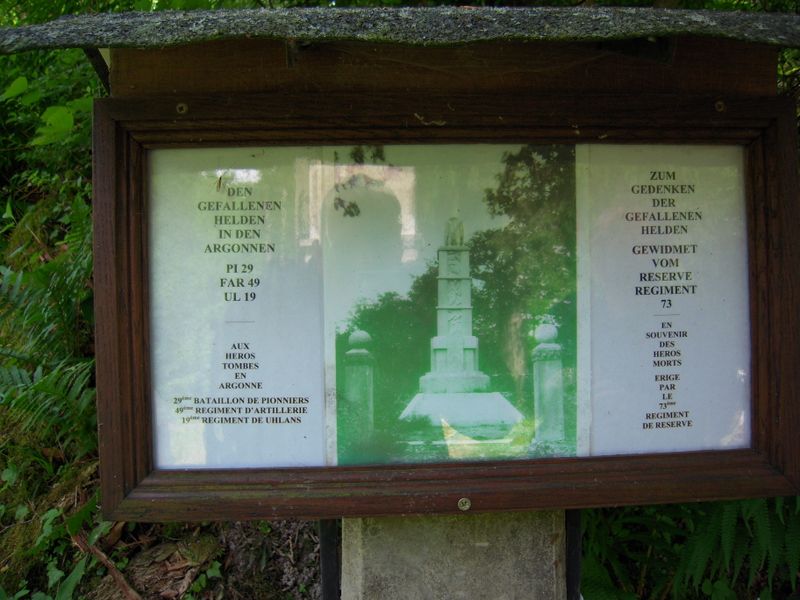 DEN
GEFALLENEN
HELDEN
IN DEN
ARGONNEN
PI 29
FAR 49
UL 19
AUX
HEROS
TOMBES
EN
ARGONNE
29ème BATAILLON DE PIONNIERS
49ème REGIMENT D'ARTILLERIE
19ème REGIMENT DE UHLANS
ZUM
GEDENKEN
DER
GEFALLENEN
HELDEN
GEWIDMET
VOM
RESERVE
REGIMENT
73
EN
SOUVENIR
DES
HEROS
MORTS
ERIGE
PAR
LE
73ème
REGIMENT
DE RESERVE